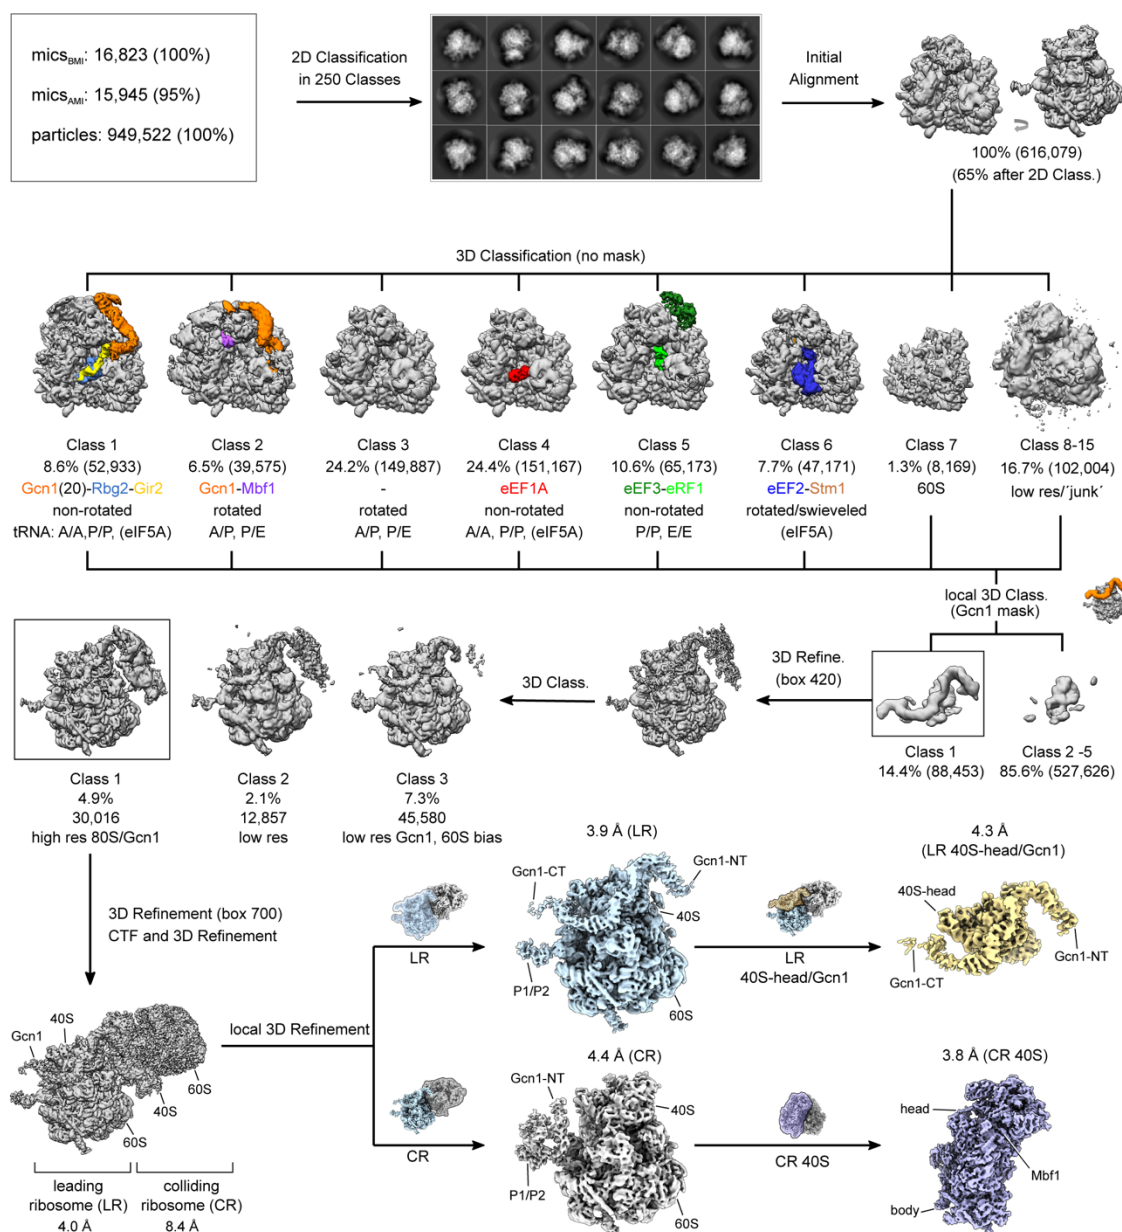 mics_BMI: 16,823 (100%)
mics_AMI: 15,945 (95%)
particles: 949,522 (100%)
2D Classification
in 250 Classes
Initial
Alignment
100% (616,079)
(65% after 2D Class.)
3D Classification (no mask)
Class 1
8.6% (52,933)
Gcn1(20)-Rbg2-Gir2
non-rotated
tRNA: A/A,P/P, (eIF5A)
Class 2
6.5% (39,575)
Gcn1-Mbf1
rotated
A/P, P/E
Class 3
24.2% (149,887)
-
rotated
A/P, P/E
Class 4
24.4% (151,167)
eEF1A
non-rotated
A/A, P/P, (eIF5A)
Class 5
10.6% (65,173)
eEF3-eRF1
non-rotated
P/P, E/E
Class 6
7.7% (47,171)
eEF2-Stm1
rotated/swieveled
(eIF5A)
Class 7
1.3% (8,169)
60S
Class 8-15
16.7% (102,004)
low res/´junk´
local 3D Class.
(Gcn1 mask)
3D Refine.
(box 420)
3D Class.
Class 1
14.4% (88,453)
Class 2 -5
85.6% (527,626)
Class 1
4.9%
30,016
high res 80S/Gcn1
Class 2
2.1%
12,857
low res
Class 3
7.3%
45,580
low res Gcn1, 60S bias
3D Refinement (box 700)
CTF and 3D Refinement
Gcn1
40S
60S
40S
60S
leading
ribosome (LR)
4.0 Å
colliding
ribosome (CR)
8.4 Å
local 3D Refinement
LR
3.9 Å (LR)
Gcn1-CT
Gcn1-NT
40S
P1/P2
60S
LR
40S-head/Gcn1
4.3 Å
(LR 40S-head/Gcn1)
40S-head
Gcn1-NT
Gcn1-CT
CR
4.4 Å (CR)
Gcn1-NT
40S
P1/P2
60S
CR 40S
3.8 Å (CR 40S)
head
Mbf1
body